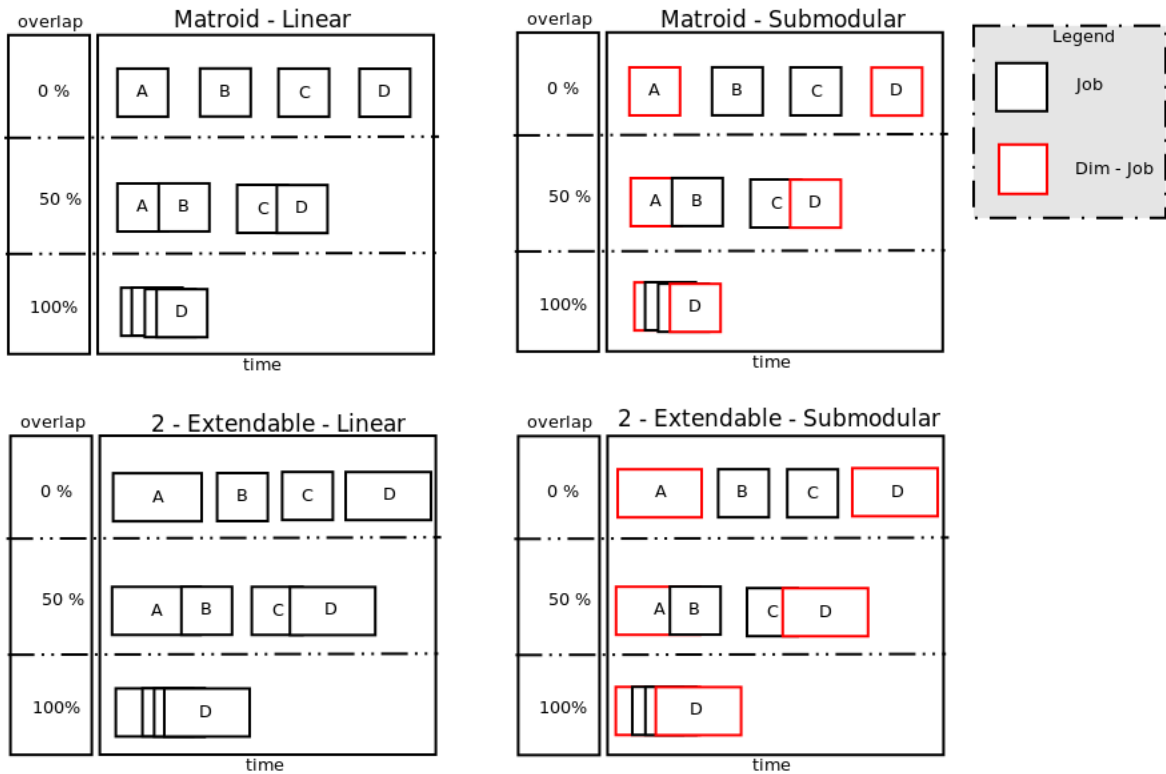 overlap
Matroid - Linear
0 %
A
B
C
D
50 %
A
B
C
D
100%
D
time
overlap
Matroid - Submodular
0 %
A
B
C
D
50 %
A
B
C
D
100%
D
time
Legend
Job
Dim - Job
overlap
2 - Extendable - Linear
0 %
A
B
C
D
50 %
A
B
C
D
100%
D
time
overlap
2 - Extendable - Submodular
0 %
A
B
C
D
50 %
A
B
C
D
100%
D
time